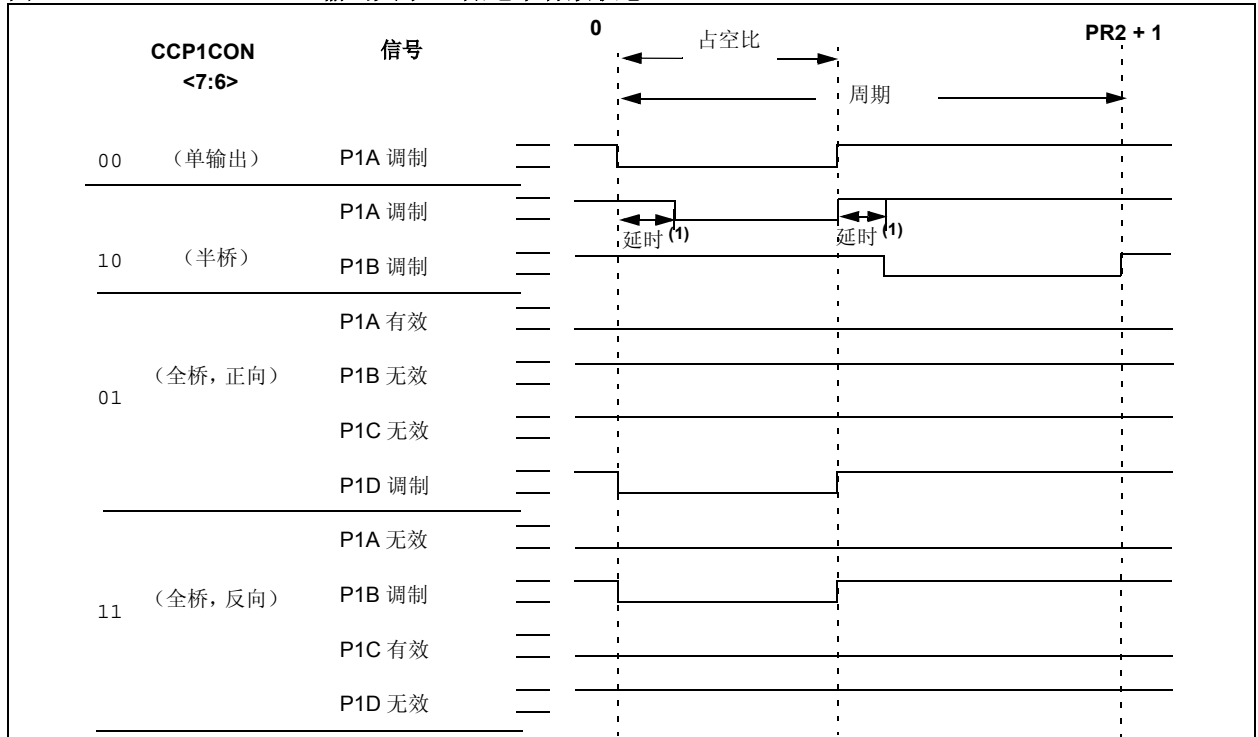 0 占空比 PR2 + 1
CCP1CON 信号
<7:6>
周期
00 （单输出） P1A 调制
P1A 调制
延时 (1) 延时 (1)
10 （半桥） P1B 调制
P1A 有效
（全桥，正向） P1B 无效
01
P1C 无效
P1D 调制
P1A 无效
11 （全桥，反向） P1B 调制
P1C 有效
P1D 无效